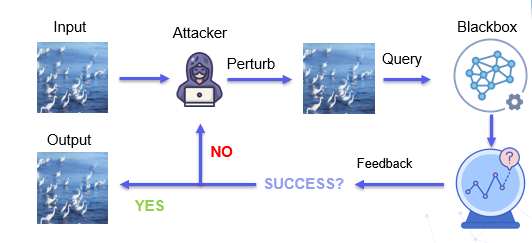 Input
Attacker
Perturb
Query
Blackbox
?
Feedback
SUCCESS?
NO
YES
Output